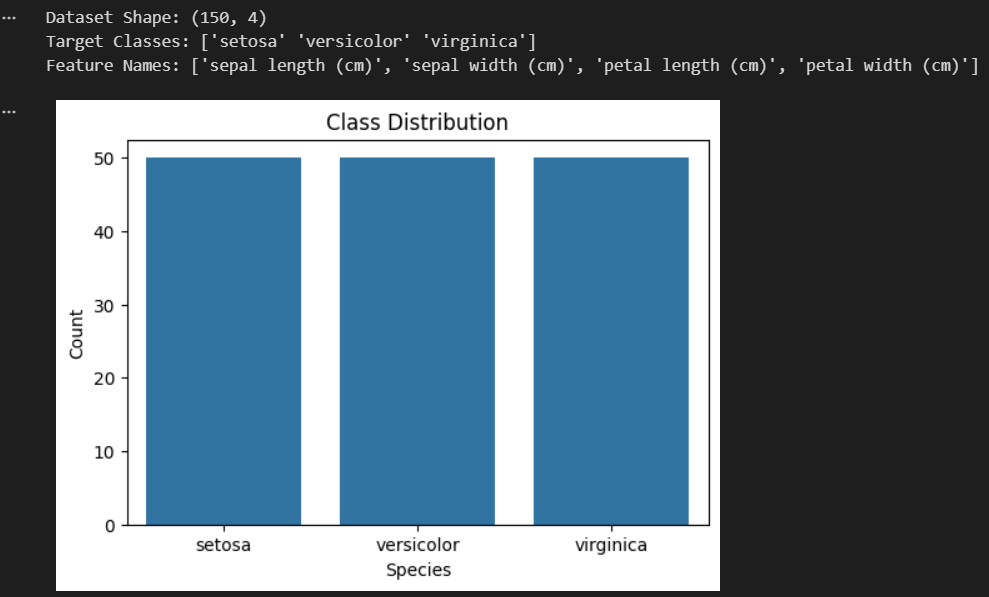 Dataset Shape: (150, 4)
Target Classes: ['setosa' 'versicolor' 'virginica']
Feature Names: ['sepal length (cm)', 'sepal width (cm)', 'petal length (cm)', 'petal width (cm)']
Class Distribution
50
40
30
20
10
0
Count
setosa versicolor virginica
Species